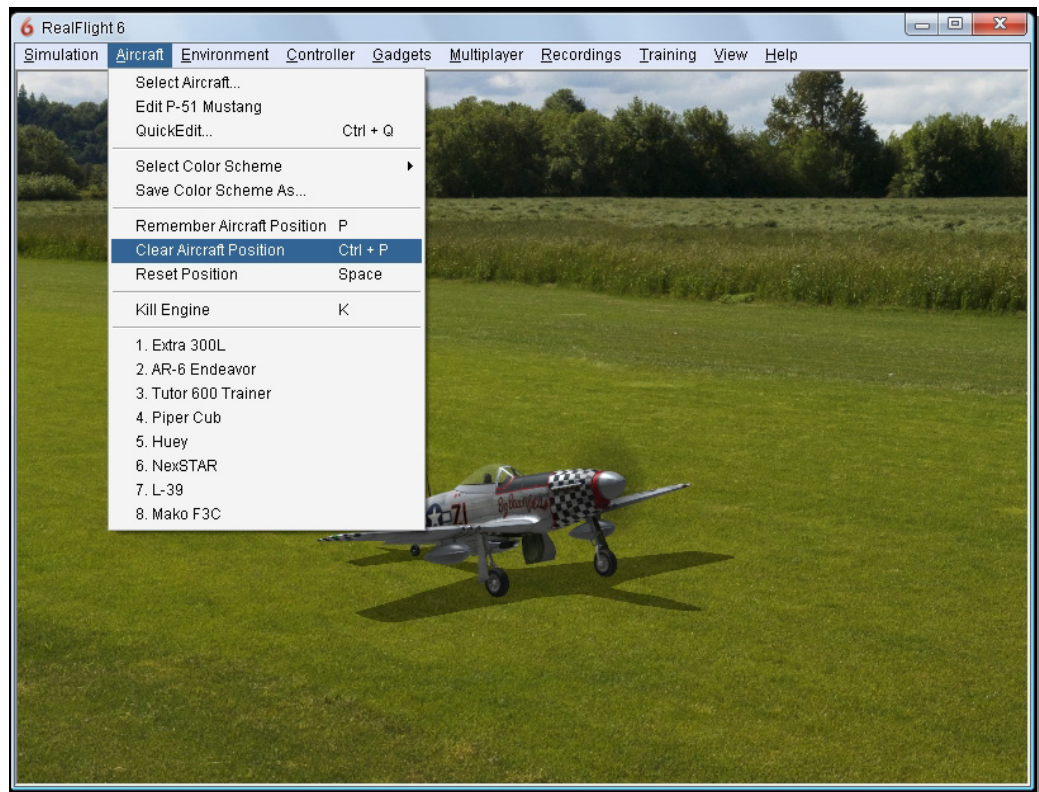 6 RealFlight 6
Simulation Aircraft Environment Controller Gadgets Multiplayer Recordings Training View Help
Select Aircraft...
Edit P-51 Mustang
QuickEdit... Ctrl + Q
Select Color Scheme
Save Color Scheme As...
Remember Aircraft Position P
Clear Aircraft Position Ctrl + P
Reset Position Space
Kill Engine K
1. Extra 300L
2. AR-6 Endeavor
3. Tutor 600 Trainer
4. Piper Cub
5. Huey
6. NexSTAR
7. L-39
8. Mako F3C
Z1